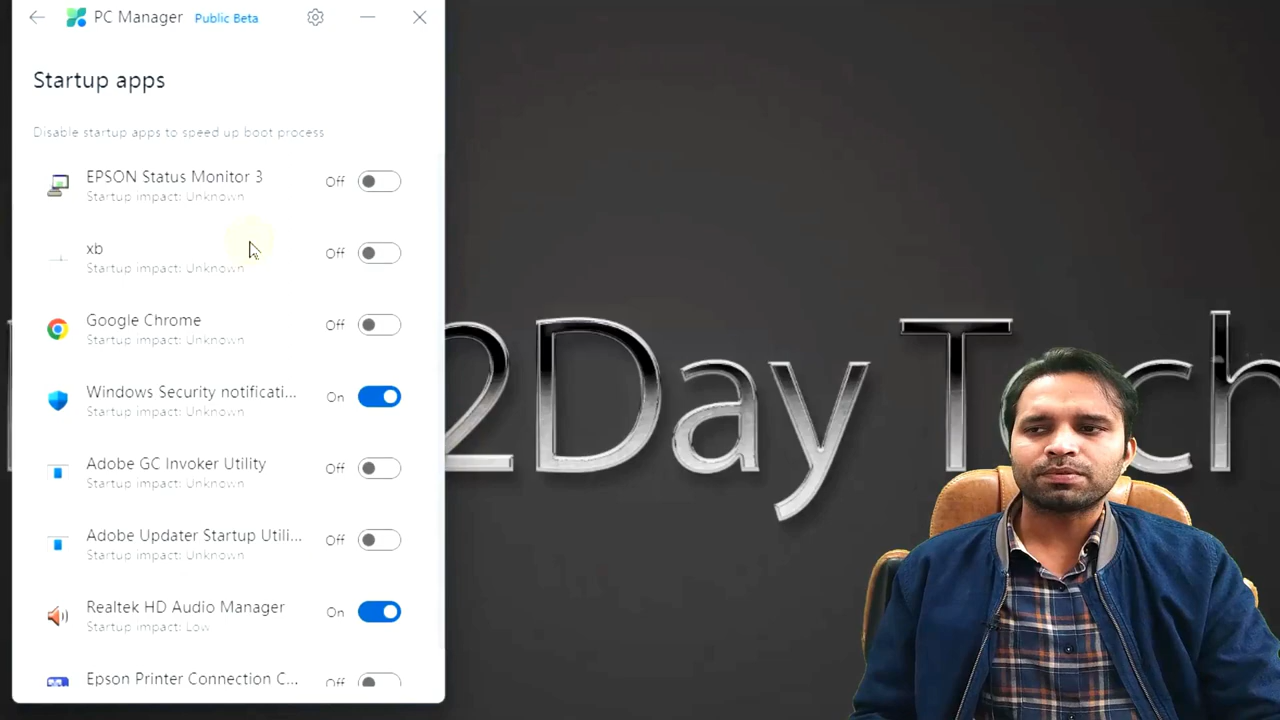 PC Manager Public Beta
Startup apps
Disable startup apps to speed up boot process
EPSON Status Monitor 3
Off
Startup impact: Unknown
xb
Off
Startup impact: Unknown
Google Chrome
Off
Startup impact: Unknown
Windows Security notificati...
On
Startup impact: Unknown
Adobe GC Invoker Utility
Off
Startup impact: Unknown
Adobe Updater Startup Utili...
Off
Startup impact: Unknown
Realtek HD Audio Manager
On
Startup impact: Low
Epson Printer Connection C...
Off
2Day Tech